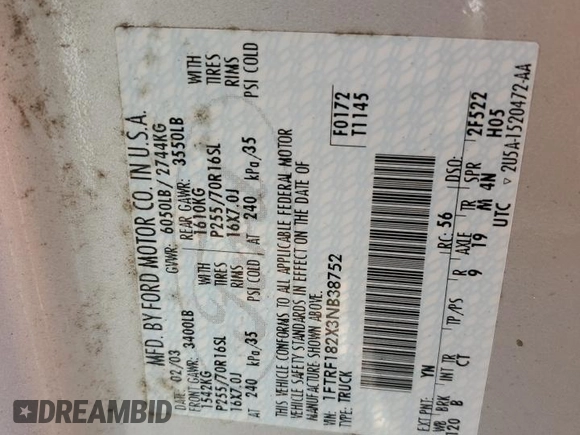 MFD. BY FORD MOTOR CO. IN U.S.A.
DATE: 02/03 GVWR: 6050LB/2744KG
FRONT GAWR: 3400LB REAR GAWR: 3550LB
1542KG WITH 1610KG WITH
P255/70R16SL TIRES P255/70R16SL TIRES
16X7.0J RIMS 16X7.0J RIMS
AT 240 kPa/35 PSI COLD AT 240 kPa/35 PSI COLD
THIS VEHICLE CONFORMS TO ALL APPLICABLE FEDERAL MOTOR
VEHICLE SAFETY STANDARDS IN EFFECT ON THE DATE OF
MANUFACTURE SHOWN ABOVE.
VIN: 1FTRF182X3NB38752 F0172
TYPE: TRUCK T1145
EXT PNT: YN RC: 56 DSO:
WB BRK INT TR TP/PS R AXLE TR SPR 2F522
020 B CT 9 19 M 4N H05
UTC 2U5A-1520472-AA
DREAMBID